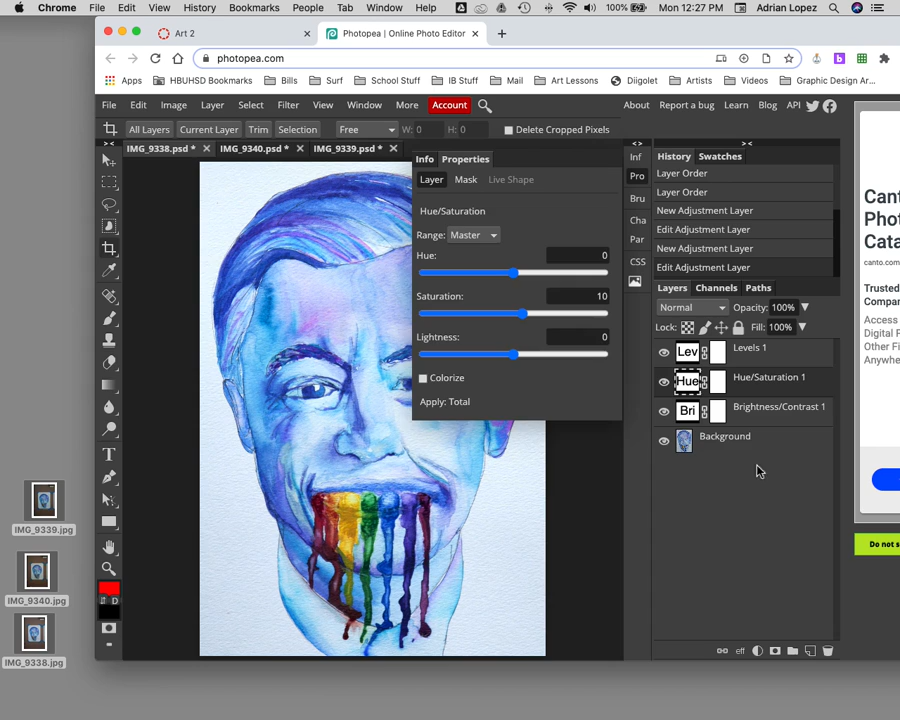 Chrome File Edit View History Bookmarks People Tab Window Help 100% Mon 12:27 PM Adrian Lopez
Art 2 × Photopea | Online Photo Editor × +
photopea.com
Apps HBUHSD Bookmarks Bills Surf School Stuff IB Stuff Mail Art Lessons Diigolet Artists Videos Graphic Design Ar...
File Edit Image Layer Select Filter View Window More Account About Report a bug Learn Blog API
All Layers Current Layer Trim Selection Free W: 0 H: 0 Delete Cropped Pixels
IMG_9338.psd * × IMG_9340.psd * × IMG_9339.psd * ×
Info Properties
Layer Mask Live Shape
Hue/Saturation
Range: Master
Hue: 0
Saturation: 10
Lightness: 0
Colorize
Apply: Total
Inf
Pro
Bru
Cha
Par
CSS
History Swatches
Layer Order
Layer Order
New Adjustment Layer
Edit Adjustment Layer
New Adjustment Layer
Edit Adjustment Layer
Layers Channels Paths
Normal Opacity: 100%
Lock: Fill: 100%
Lev Levels 1
Hue Hue/Saturation 1
Bri Brightness/Contrast 1
Background
eff
T
D
IMG_9339.jpg
IMG_9340.jpg
IMG_9338.jpg
canto.com
Trusted
Access
Digital
Other Fi
Anywhe
Do not s